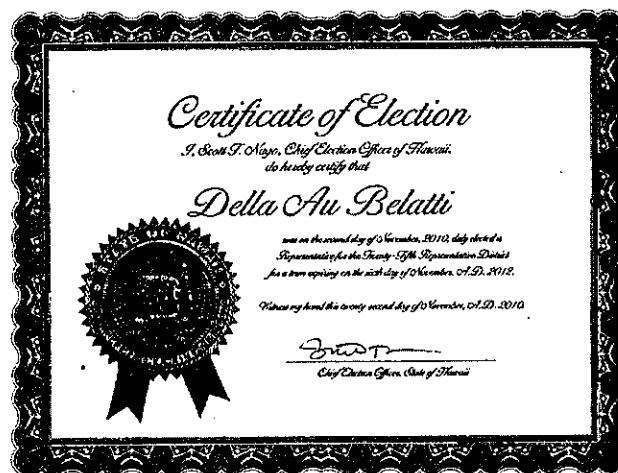 Certificate of Election
I, Scott T. Nago, Chief Election Officer of Hawaii,
do hereby certify that
Della Au Belatti
was on the second day of November, 2010, duly elected a
Representative for the Twenty-Fifth Representative District
for a term expiring on the sixth day of November, A.D. 2012.
Witness my hand this twenty second day of November, A.D. 2010.
Chief Election Officer, State of Hawaii
STATE OF HAWAII